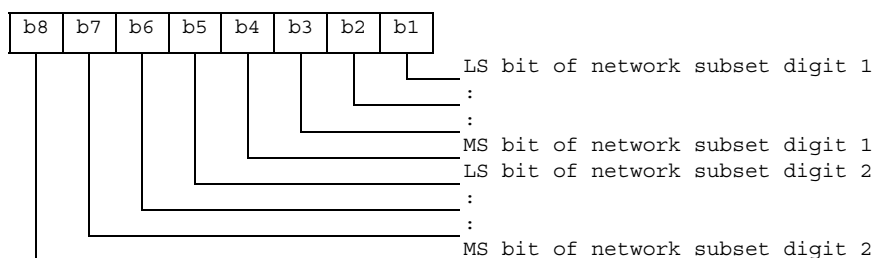 b8 b7 b6 b5 b4 b3 b2 b1
LS bit of network subset digit 1
:
:
MS bit of network subset digit 1
LS bit of network subset digit 2
:
:
MS bit of network subset digit 2